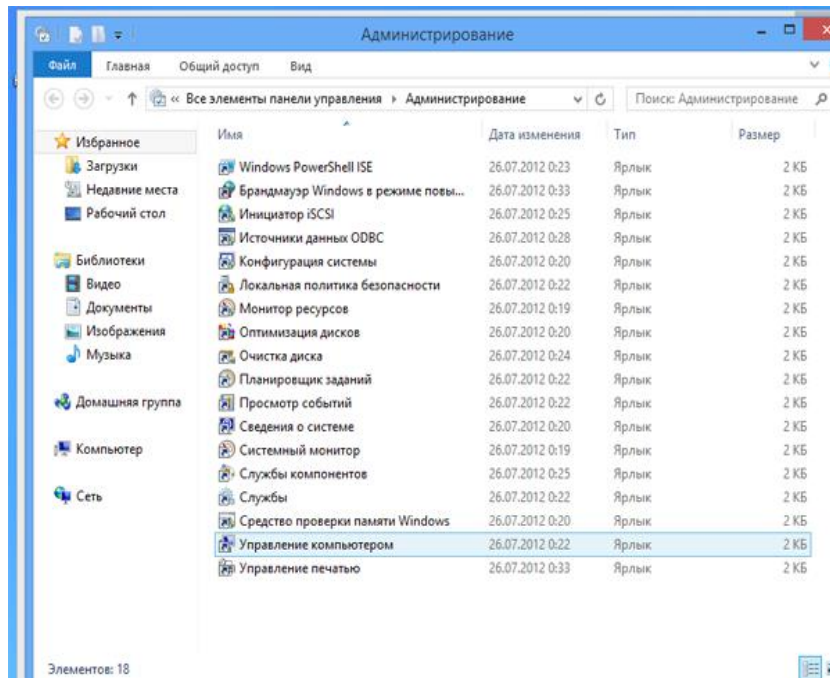 Администрирование
Файл Главная Общий доступ Вид
« Все элементы панели управления Администрирование Поиск: Администрирование
Имя Дата изменения Тип Размер
Избранное
Загрузки
Недавние места
Рабочий стол
Библиотеки
Видео
Документы
Изображения
Музыка
Домашняя группа
Компьютер
Сеть
Windows PowerShell ISE 26.07.2012 0:23 Ярлык 2 КБ
Брандмауэр Windows в режиме повы... 26.07.2012 0:33 Ярлык 2 КБ
Инициатор iSCSI 26.07.2012 0:25 Ярлык 2 КБ
Источники данных ODBC 26.07.2012 0:28 Ярлык 2 КБ
Конфигурация системы 26.07.2012 0:20 Ярлык 2 КБ
Локальная политика безопасности 26.07.2012 0:22 Ярлык 2 КБ
Монитор ресурсов 26.07.2012 0:19 Ярлык 2 КБ
Оптимизация дисков 26.07.2012 0:20 Ярлык 2 КБ
Очистка диска 26.07.2012 0:24 Ярлык 2 КБ
Планировщик заданий 26.07.2012 0:22 Ярлык 2 КБ
Просмотр событий 26.07.2012 0:22 Ярлык 2 КБ
Сведения о системе 26.07.2012 0:20 Ярлык 2 КБ
Системный монитор 26.07.2012 0:19 Ярлык 2 КБ
Службы компонентов 26.07.2012 0:25 Ярлык 2 КБ
Службы 26.07.2012 0:22 Ярлык 2 КБ
Средство проверки памяти Windows 26.07.2012 0:20 Ярлык 2 КБ
Управление компьютером 26.07.2012 0:22 Ярлык 2 КБ
Управление печатью 26.07.2012 0:33 Ярлык 2 КБ
Элементов: 18